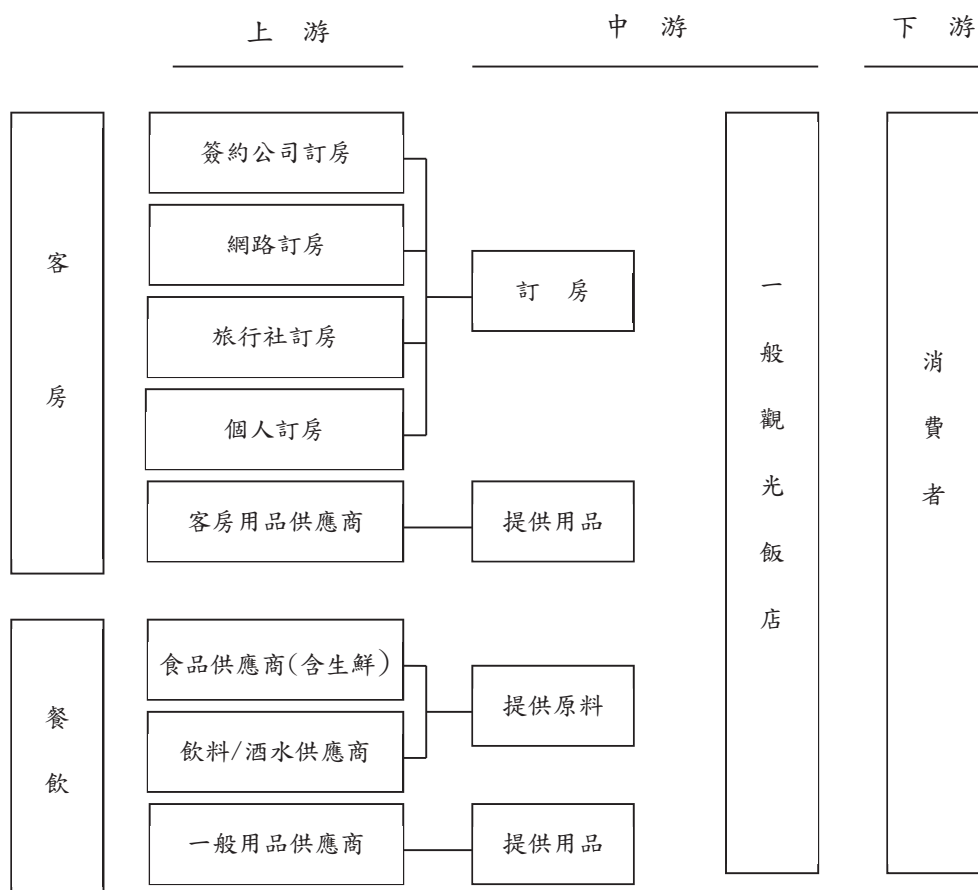 上 游 中 游 下 游
客房
簽約公司訂房
網路訂房
旅行社訂房
個人訂房
客房用品供應商
訂 房
提供用品
餐飲
食品供應商(含生鮮)
飲料/酒水供應商
一般用品供應商
提供原料
提供用品
一般觀光飯店
消費者